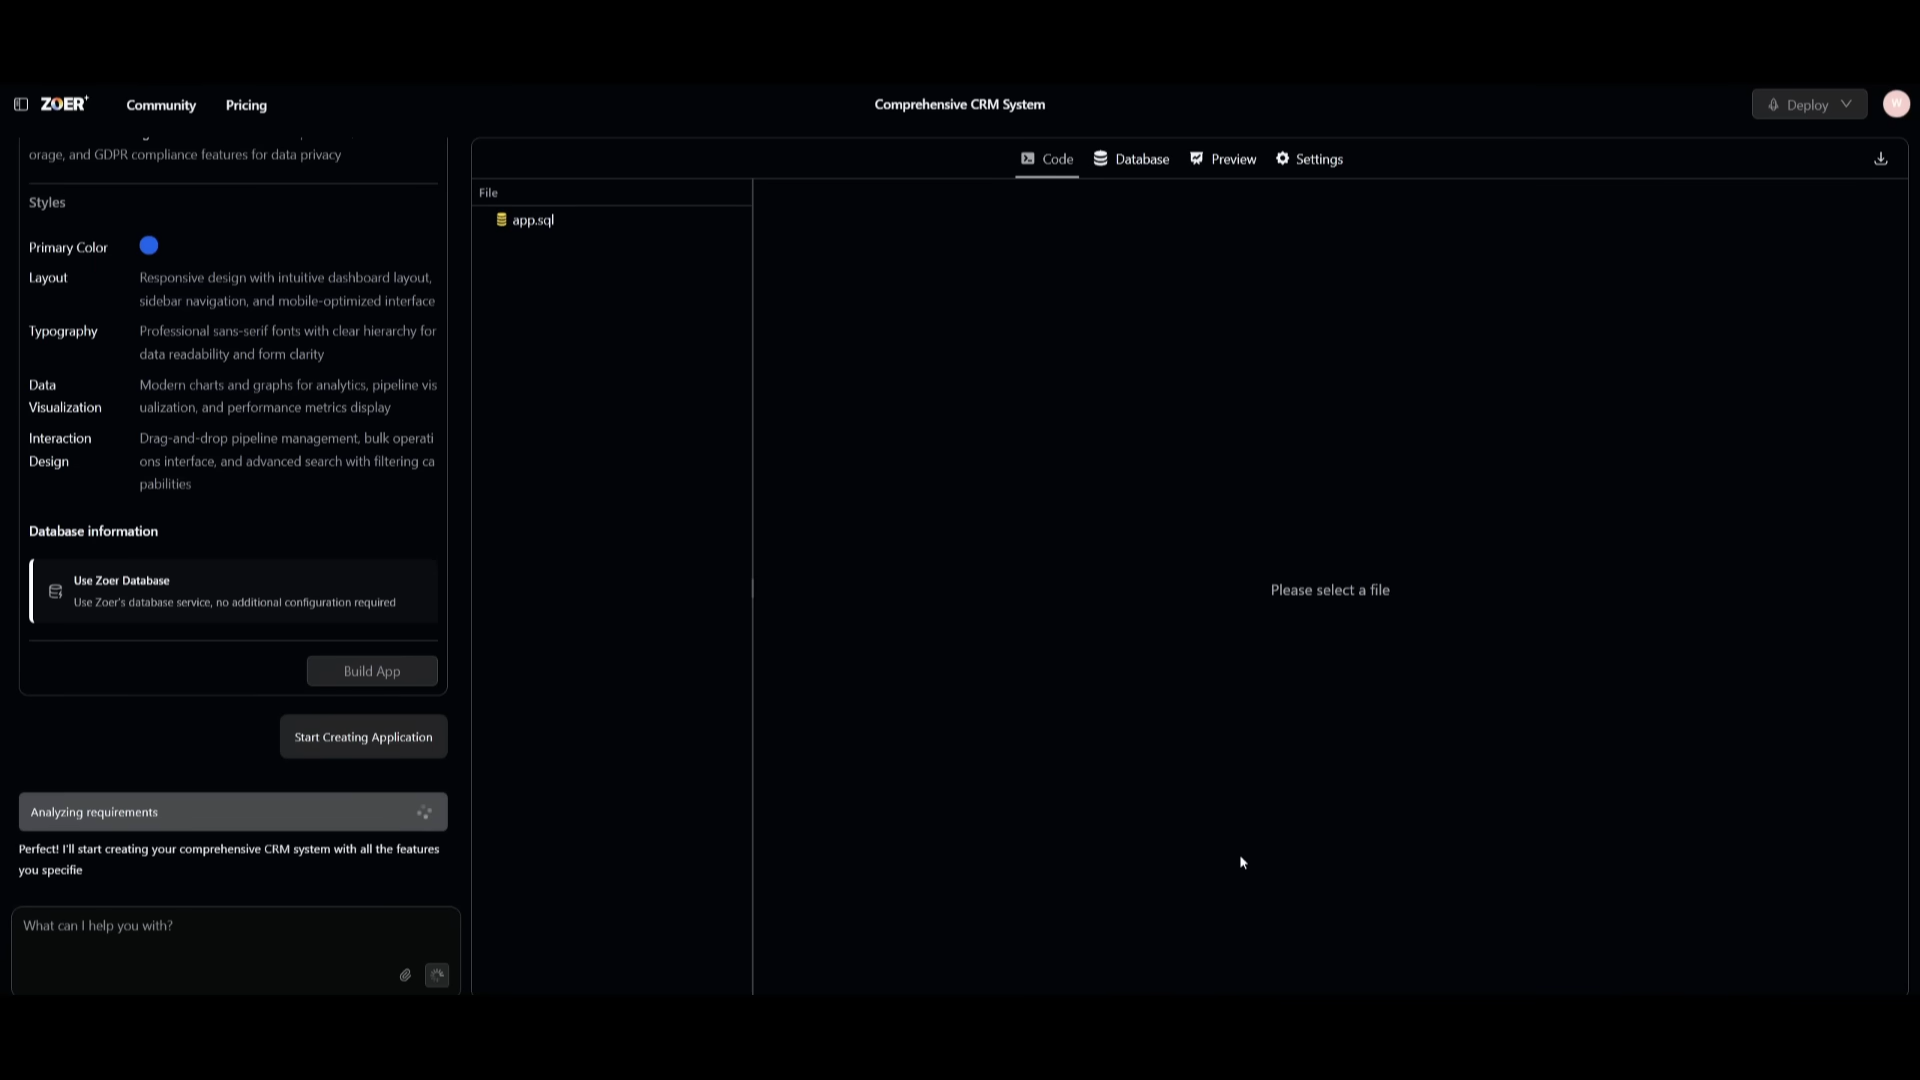 ZOER+
Community
Pricing
Comprehensive CRM System
Deploy
W
orage, and GDPR compliance features for data privacy
Styles
Primary Color
Layout
Responsive design with intuitive dashboard layout,
sidebar navigation, and mobile-optimized interface
Typography
Professional sans-serif fonts with clear hierarchy for
data readability and form clarity
Data
Visualization
Modern charts and graphs for analytics, pipeline vis
ualization, and performance metrics display
Interaction
Design
Drag-and-drop pipeline management, bulk operati
ons interface, and advanced search with filtering ca
pabilities
Database information
Use Zoer Database
Use Zoer's database service, no additional configuration required
Build App
Start Creating Application
Analyzing requirements
Perfect! I'll start creating your comprehensive CRM system with all the features
you specifie
What can I help you with?
Code
Database
Preview
Settings
File
app.sql
Please select a file